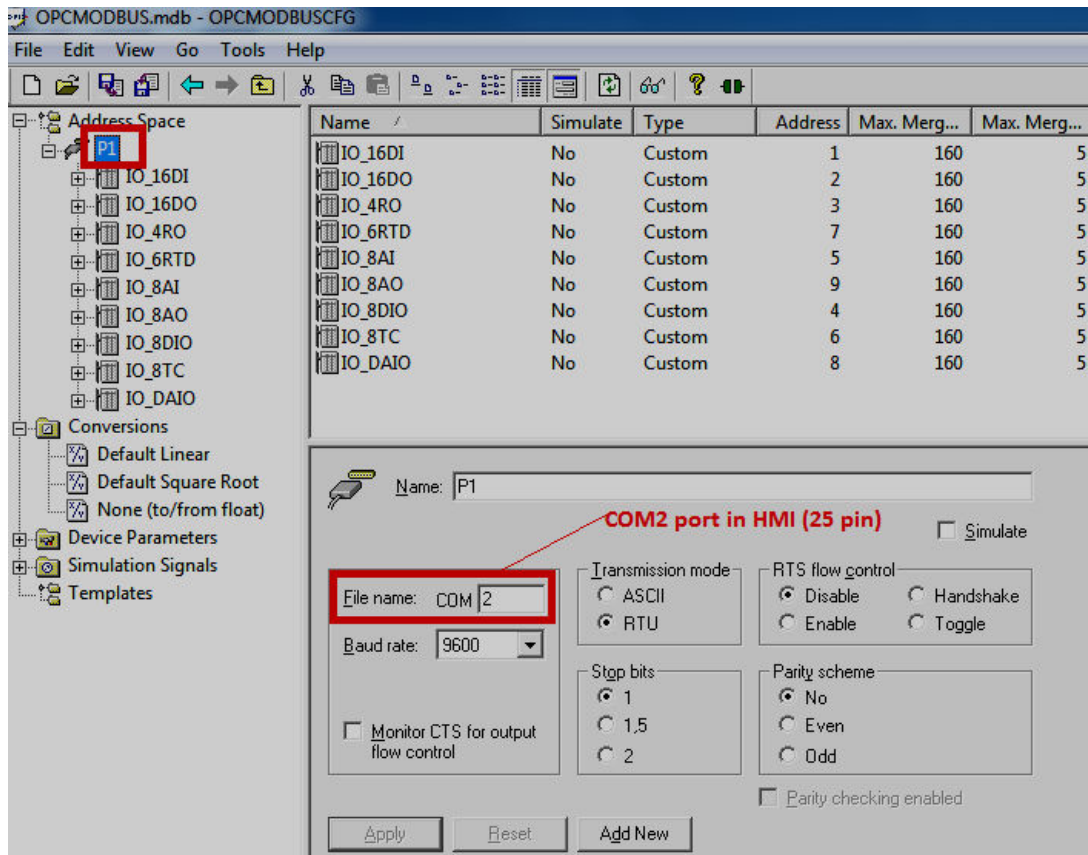 OPCMODBUS.mdb - OPCMODBUSCFG
File Edit View Go Tools Help
Address Space
P1
IO_16DI
IO_16DO
IO_4RO
IO_6RTD
IO_8AI
IO_8AO
IO_8DIO
IO_8TC
IO_DAIO
Conversions
Default Linear
Default Square Root
None (to/from float)
Device Parameters
Simulation Signals
Templates
Name Simulate Type Address Max. Merg... Max. Merg...
IO_16DI No Custom 1 160 5
IO_16DO No Custom 2 160 5
IO_4RO No Custom 3 160 5
IO_6RTD No Custom 7 160 5
IO_8AI No Custom 5 160 5
IO_8AO No Custom 9 160 5
IO_8DIO No Custom 4 160 5
IO_8TC No Custom 6 160 5
IO_DAIO No Custom 8 160 5
Name: P1
COM2 port in HMI (25 pin)
Simulate
File name: COM 2
Baud rate: 9600
Monitor CTS for output
flow control
Transmission mode
ASCII
RTU
RTS flow control
Disable Handshake
Enable Toggle
Stop bits
1
1,5
2
Parity scheme
No
Even
Odd
Parity checking enabled
Apply Reset Add New